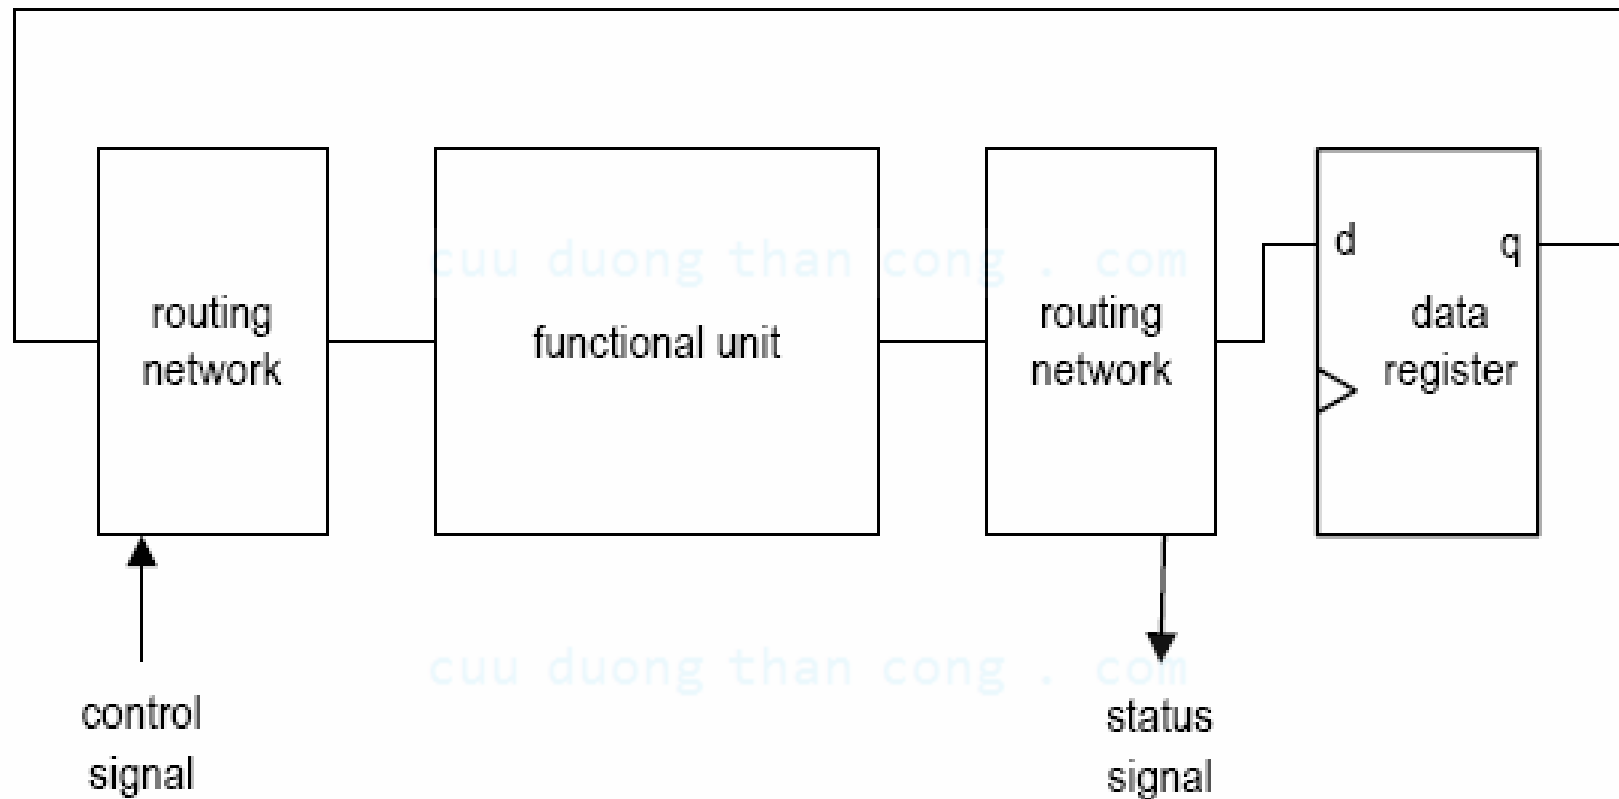 cuu duong than cong . com
d
q
routing
network
functional unit
routing
network
data
register
cuu duong than cong . com
control
signal
status
signal